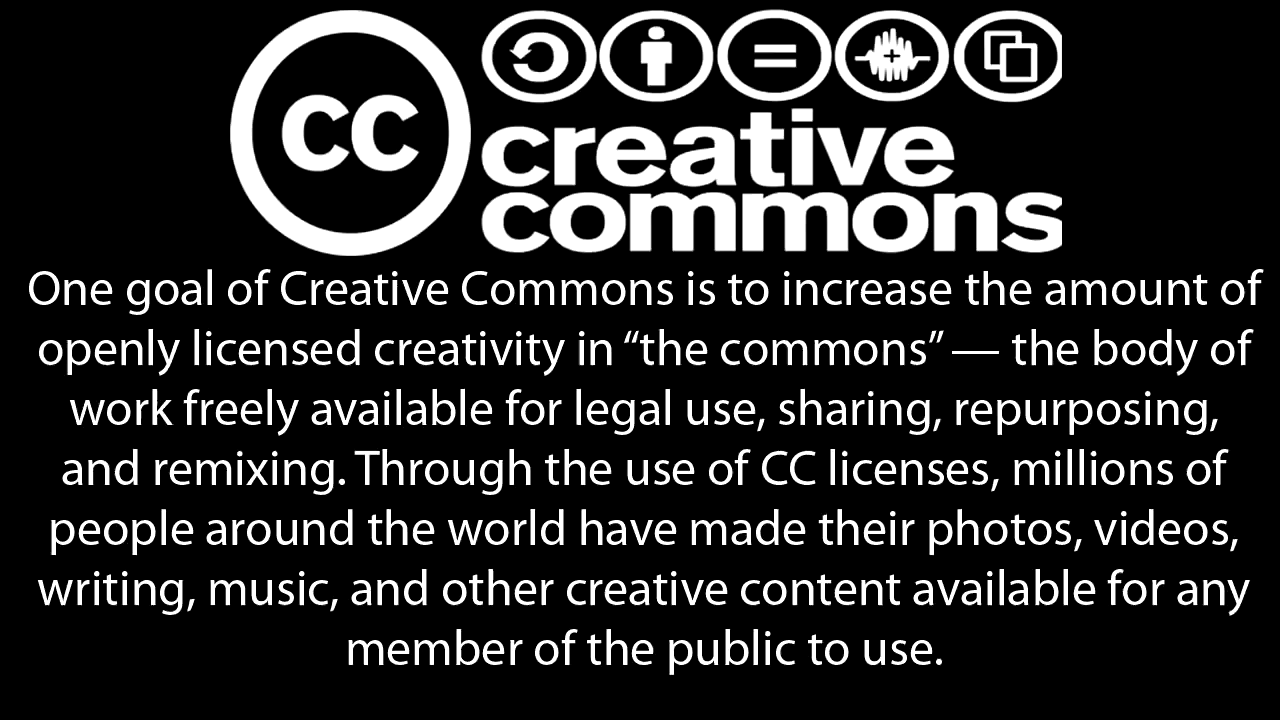 cc
creative
commons
One goal of Creative Commons is to increase the amount of
openly licensed creativity in “the commons” — the body of
work freely available for legal use, sharing, repurposing,
and remixing. Through the use of CC licenses, millions of
people around the world have made their photos, videos,
writing, music, and other creative content available for any
member of the public to use.